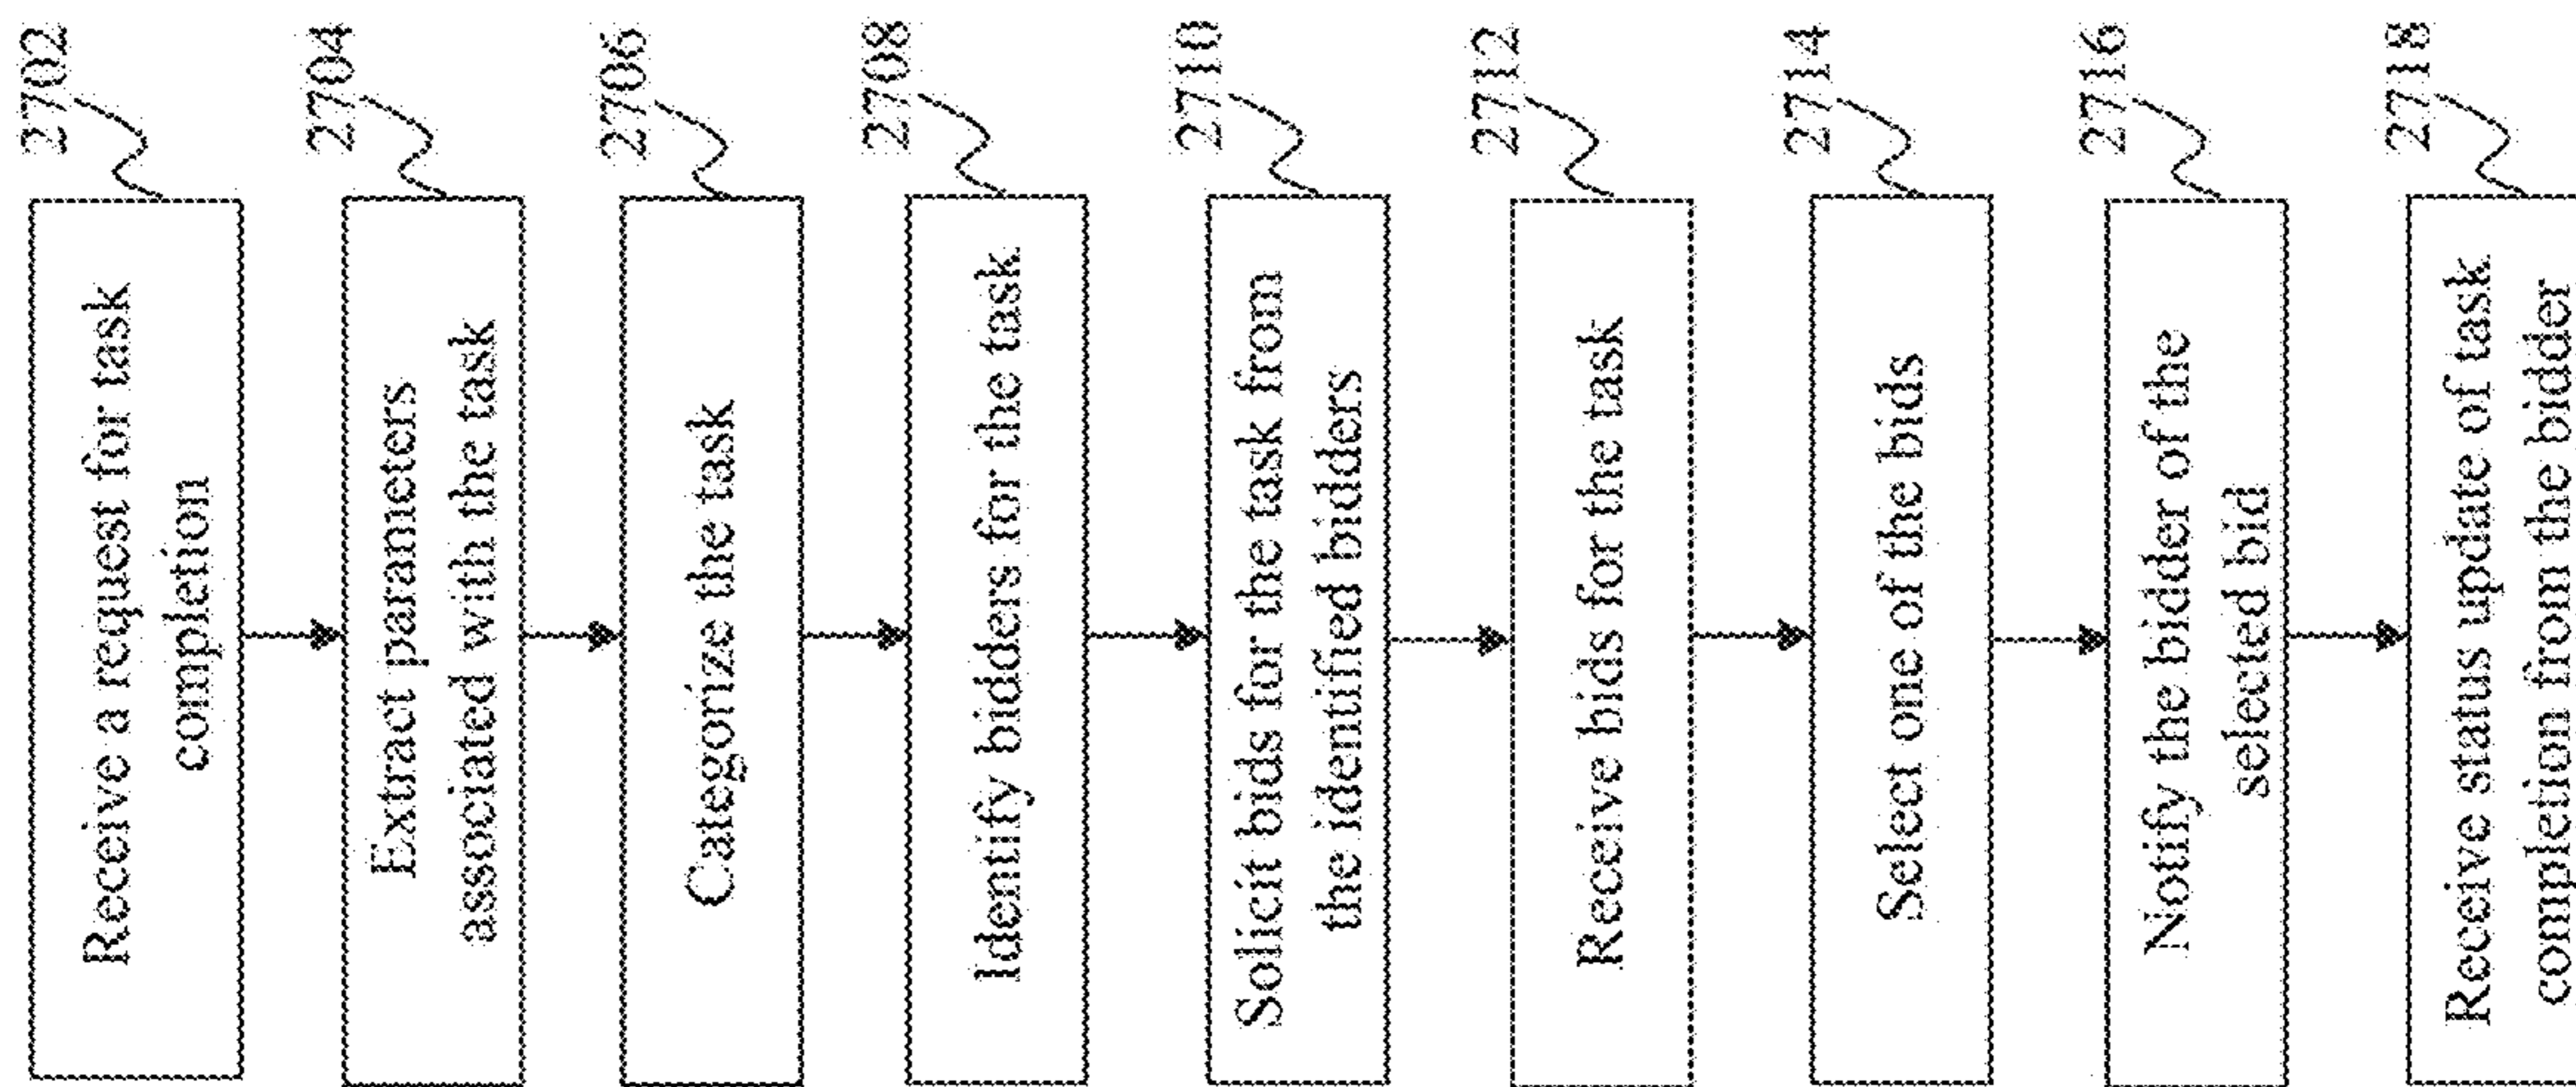 2702
Receive a request for task
completion
2704
Extract parameters
associated with the task
2706
Categorize the task
2708
Identify bidders for the task
2710
Solicit bids for the task from
the identified bidders
2712
Receive bids for the task
2714
Select one of the bids
2716
Notify the bidder of the
selected bid
2718
Receive status update of task
completion from the bidder